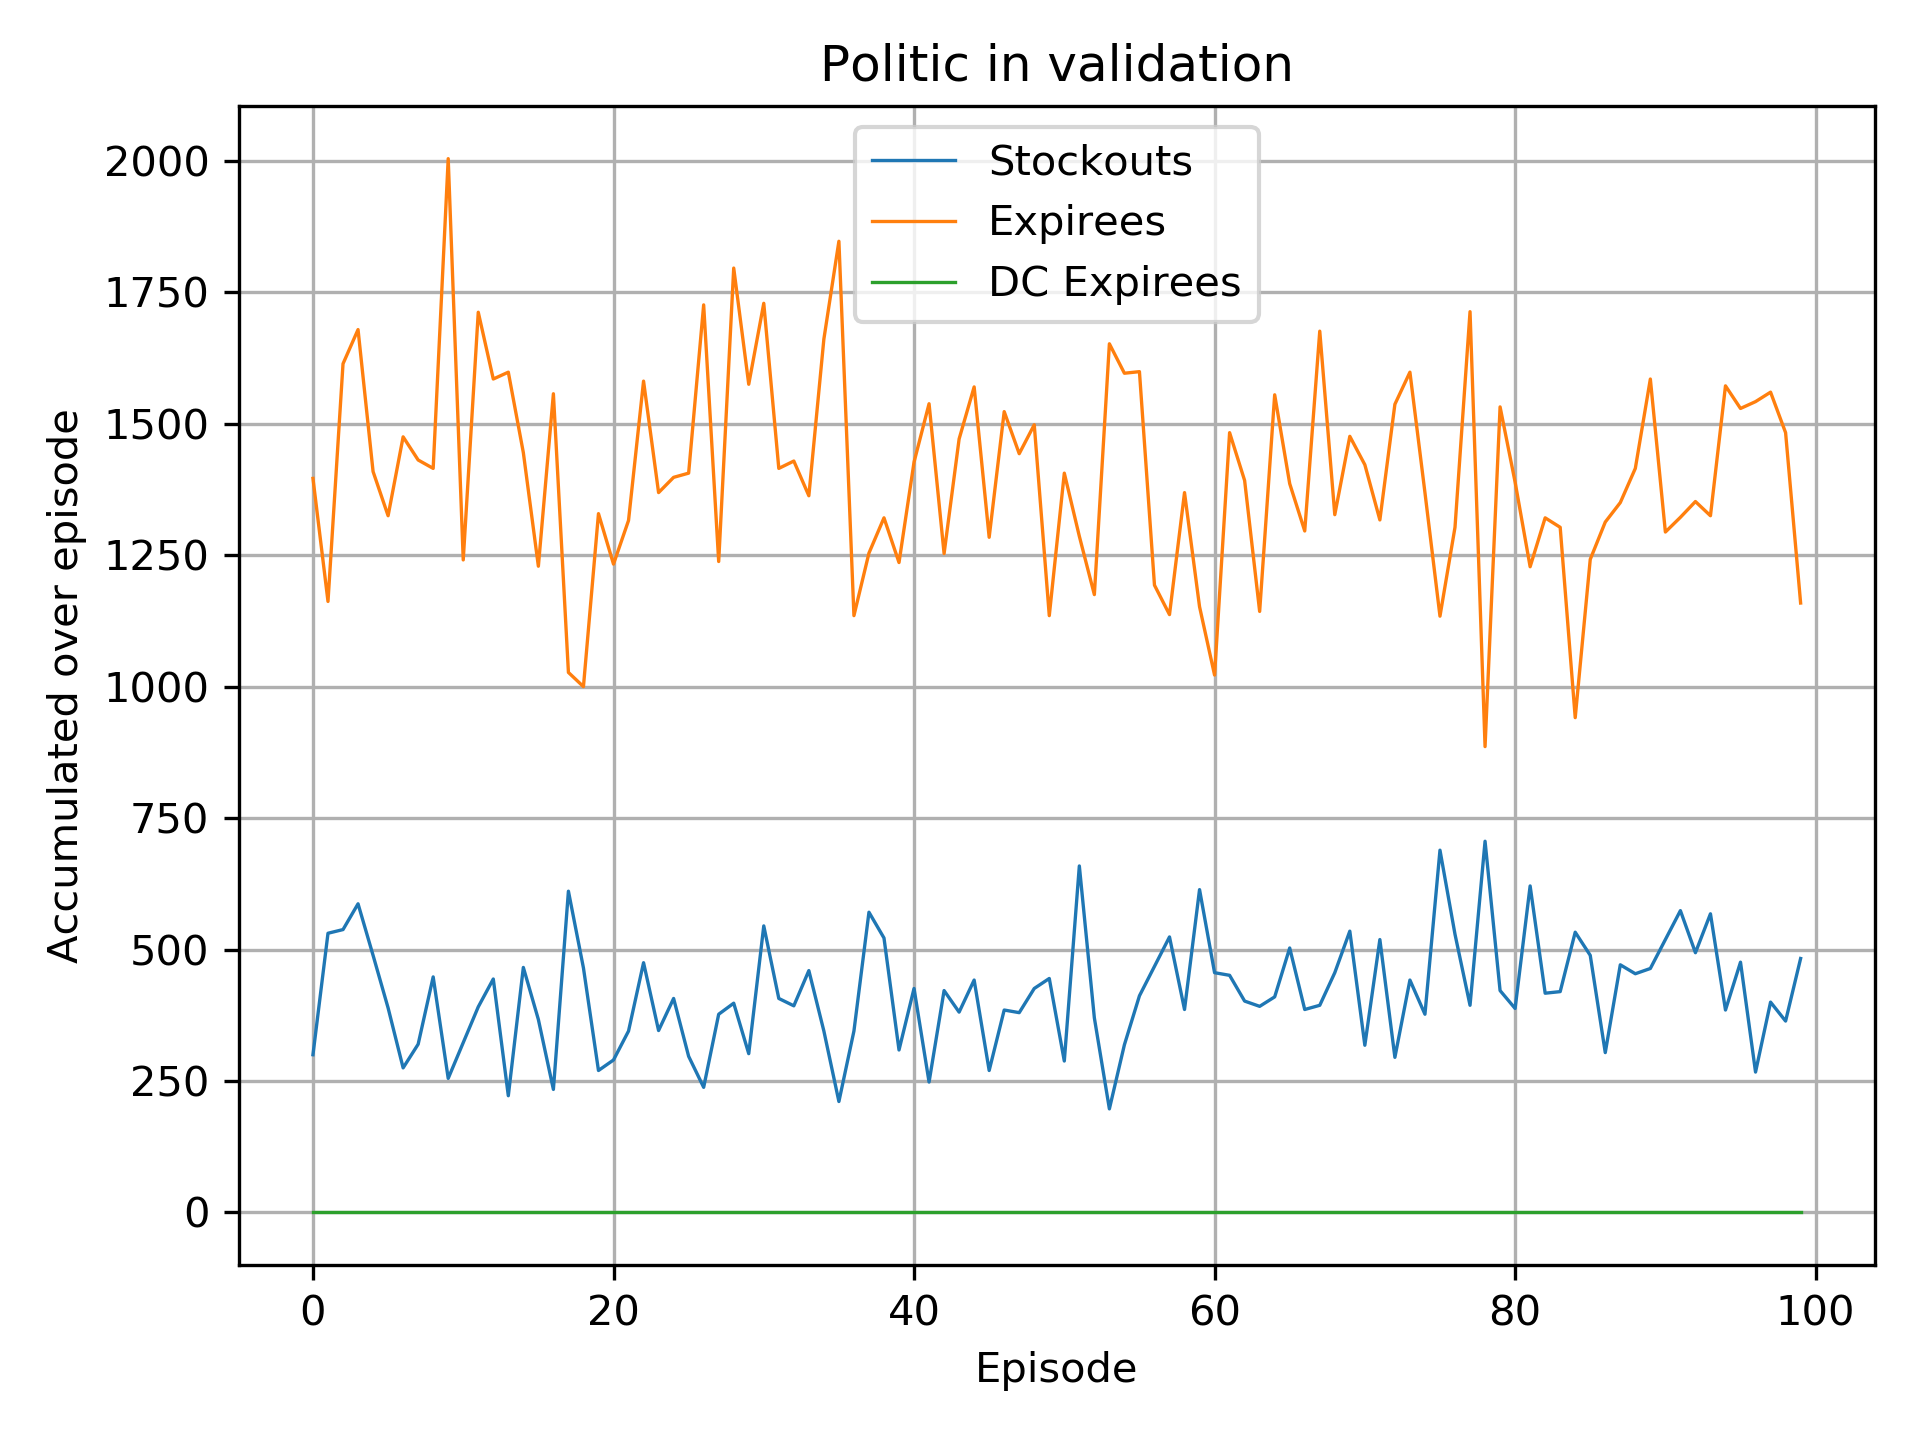 Politic in validation
Stockouts
Expirees
DC Expirees
Accumulated over episode
2000
1750
1500
1250
1000
750
500
250
0
0 20 40 60 80 100
Episode